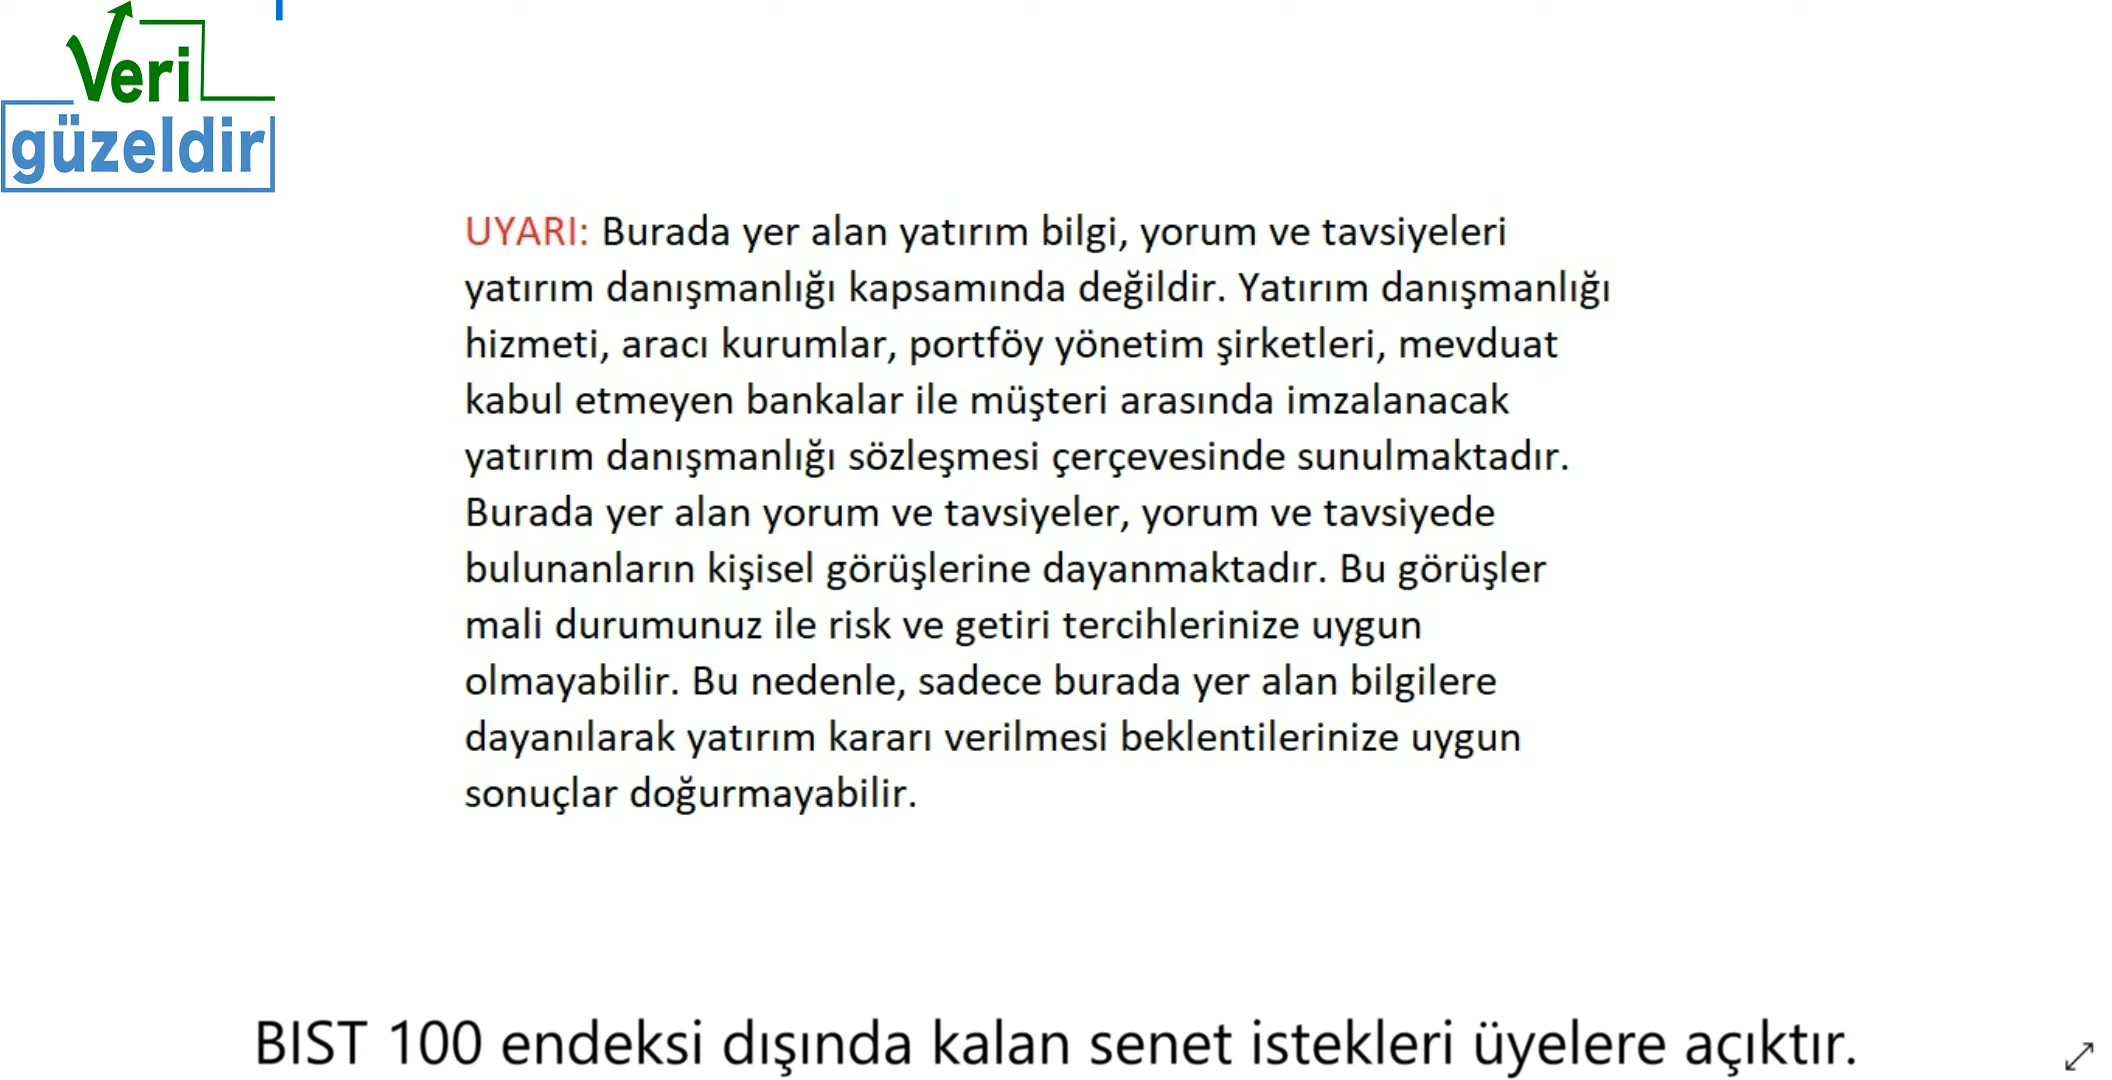 Veri
güzeldir
UYARI: Burada yer alan yatırım bilgi, yorum ve tavsiyeleri
yatırım danışmanlığı kapsamında değildir. Yatırım danışmanlığı
hizmeti, aracı kurumlar, portföy yönetim şirketleri, mevduat
kabul etmeyen bankalar ile müşteri arasında imzalanacak
yatırım danışmanlığı sözleşmesi çerçevesinde sunulmaktadır.
Burada yer alan yorum ve tavsiyeler, yorum ve tavsiyede
bulunanların kişisel görüşlerine dayanmaktadır. Bu görüşler
mali durumunuz ile risk ve getiri tercihlerinize uygun
olmayabilir. Bu nedenle, sadece burada yer alan bilgilere
dayanılarak yatırım kararı verilmesi beklentilerinize uygun
sonuçlar doğurmayabilir.
BIST 100 endeksi dışında kalan senet istekleri üyelere açıktır.